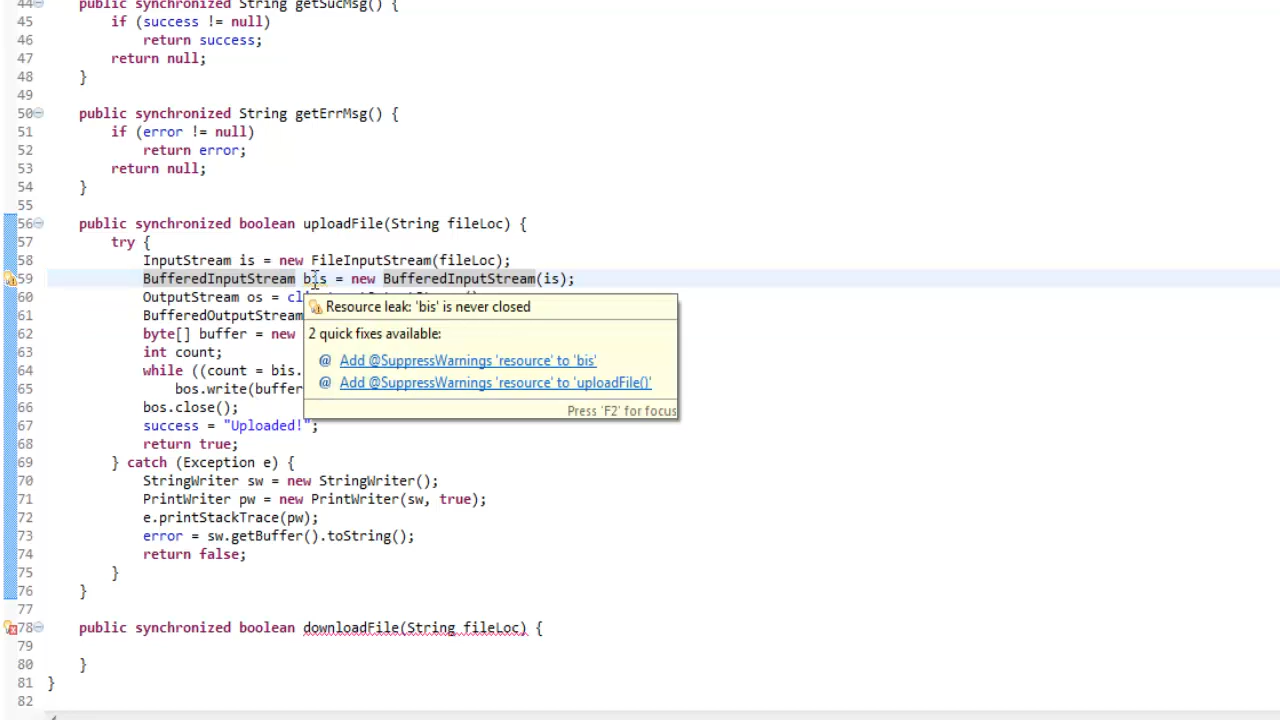 44 public synchronized String getSucMsg() {
45 if (success != null)
46 return success;
47 return null;
48 }
49
50 public synchronized String getErrMsg() {
51 if (error != null)
52 return error;
53 return null;
54 }
55
56 public synchronized boolean uploadFile(String fileLoc) {
57 try {
58 InputStream is = new FileInputStream(fileLoc);
59 BufferedInputStream bis = new BufferedInputStream(is);
60 OutputStream os = cl
61 BufferedOutputStream
Resource leak: 'bis' is never closed
62 byte[] buffer = new
2 quick fixes available:
63 int count;
@ Add @SuppressWarnings 'resource' to 'bis'
64 while ((count = bis.
@ Add @SuppressWarnings 'resource' to 'uploadFile()'
65 bos.write(buffer
Press 'F2' for focus
66 bos.close();
67 success = "Uploaded!";
68 return true;
69 } catch (Exception e) {
70 StringWriter sw = new StringWriter();
71 PrintWriter pw = new PrintWriter(sw, true);
72 e.printStackTrace(pw);
73 error = sw.getBuffer().toString();
74 return false;
75 }
76 }
77
78 public synchronized boolean downloadFile(String fileLoc) {
79
80 }
81 }
82